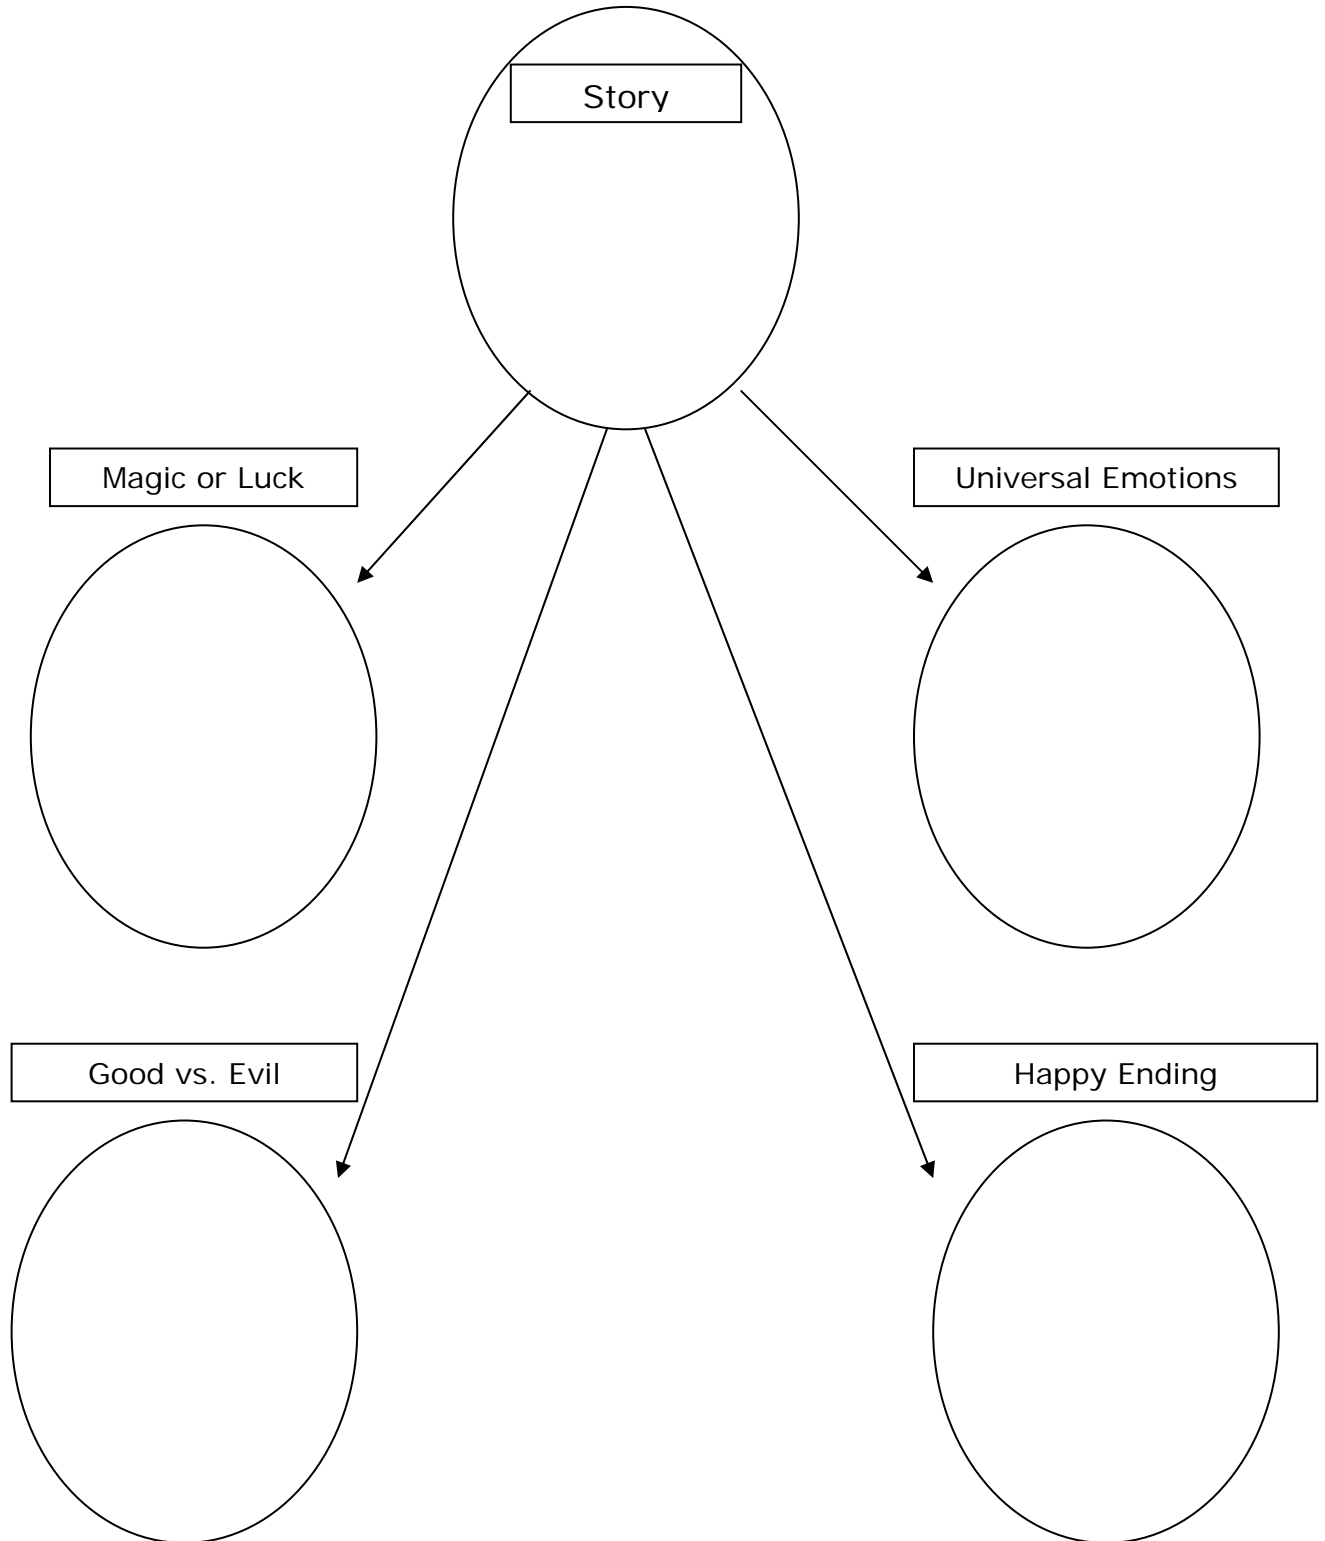 Story
Magic or Luck
Universal Emotions
Good vs. Evil
Happy Ending